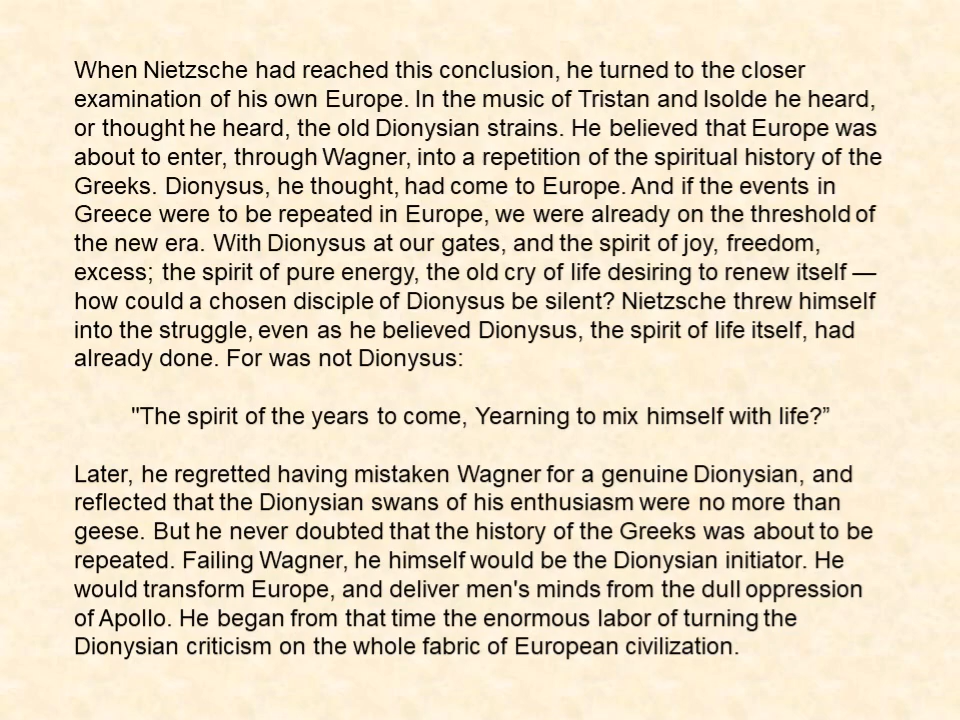 When Nietzsche had reached this conclusion, he turned to the closer
examination of his own Europe. In the music of Tristan and Isolde he heard,
or thought he heard, the old Dionysian strains. He believed that Europe was
about to enter, through Wagner, into a repetition of the spiritual history of the
Greeks. Dionysus, he thought, had come to Europe. And if the events in
Greece were to be repeated in Europe, we were already on the threshold of
the new era. With Dionysus at our gates, and the spirit of joy, freedom,
excess; the spirit of pure energy, the old cry of life desiring to renew itself —
how could a chosen disciple of Dionysus be silent? Nietzsche threw himself
into the struggle, even as he believed Dionysus, the spirit of life itself, had
already done. For was not Dionysus:
"The spirit of the years to come, Yearning to mix himself with life?”
Later, he regretted having mistaken Wagner for a genuine Dionysian, and
reflected that the Dionysian swans of his enthusiasm were no more than
geese. But he never doubted that the history of the Greeks was about to be
repeated. Failing Wagner, he himself would be the Dionysian initiator. He
would transform Europe, and deliver men's minds from the dull oppression
of Apollo. He began from that time the enormous labor of turning the
Dionysian criticism on the whole fabric of European civilization.